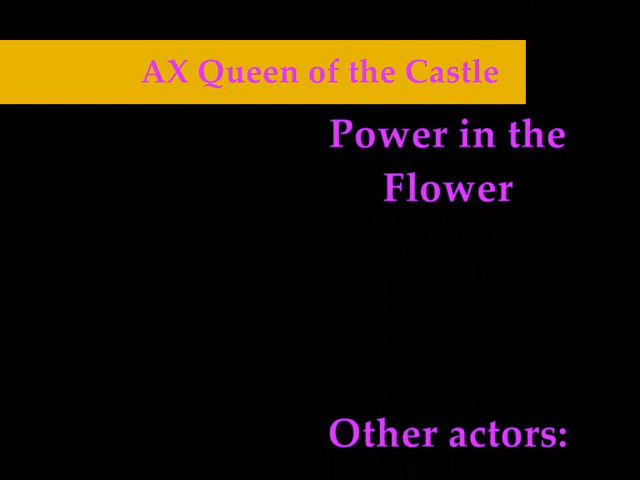 AX Queen of the Castle
Power in the
Flower
Other actors: